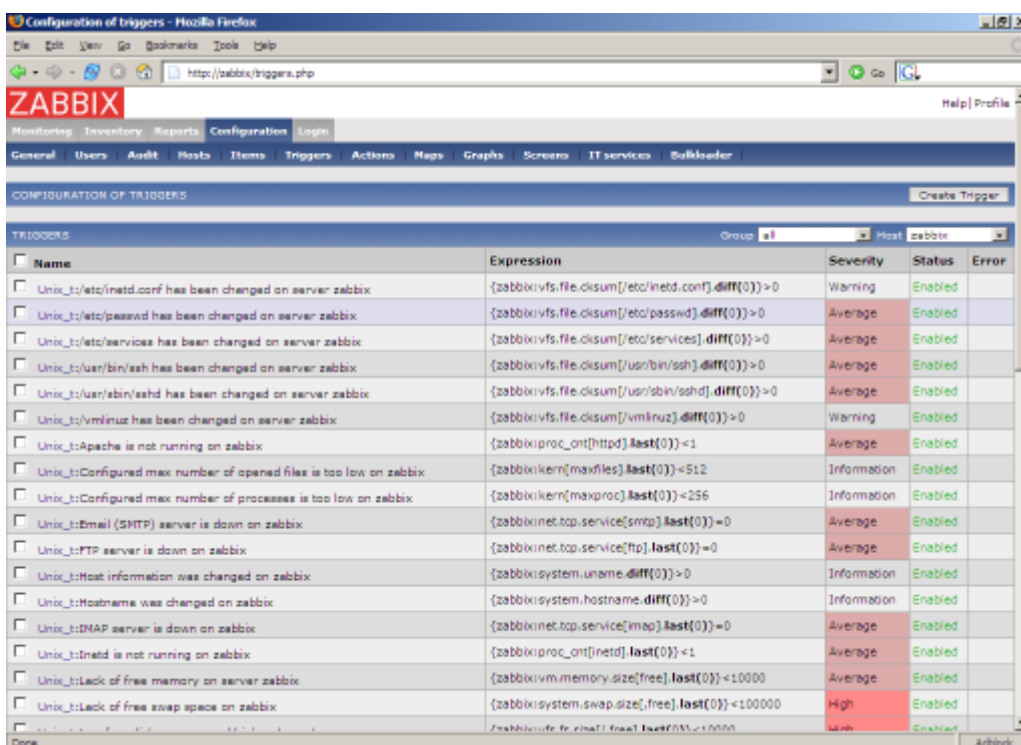 Configuration of triggers - Mozilla Firefox
File Edit View Go Bookmarks Tools Help
http://zabbix/triggers.php Go
ZABBIX Help | Profile
Monitoring Inventory Reports Configuration Login
General Users Audit Hosts Items Triggers Actions Maps Graphs Screens IT services Bulkloader
CONFIGURATION OF TRIGGERS Create Trigger
TRIGGERS Group all Host zabbix
Name Expression Severity Status Error
Unix_t:/etc/inetd.conf has been changed on server zabbix {zabbix:vfs.file.cksum[/etc/inetd.conf].diff(0)}>0 Warning Enabled
Unix_t:/etc/passwd has been changed on server zabbix {zabbix:vfs.file.cksum[/etc/passwd].diff(0)}>0 Average Enabled
Unix_t:/etc/services has been changed on server zabbix {zabbix:vfs.file.cksum[/etc/services].diff(0)}>0 Average Enabled
Unix_t:/usr/bin/ssh has been changed on server zabbix {zabbix:vfs.file.cksum[/usr/bin/ssh].diff(0)}>0 Average Enabled
Unix_t:/usr/sbin/sshd has been changed on server zabbix {zabbix:vfs.file.cksum[/usr/sbin/sshd].diff(0)}>0 Average Enabled
Unix_t:/vmlinuz has been changed on server zabbix {zabbix:vfs.file.cksum[/vmlinuz].diff(0)}>0 Warning Enabled
Unix_t:Apache is not running on zabbix {zabbix:proc_cnt[httpd].last(0)}<1 Average Enabled
Unix_t:Configured max number of opened files is too low on zabbix {zabbix:kern[maxfiles].last(0)}<512 Information Enabled
Unix_t:Configured max number of processes is too low on zabbix {zabbix:kern[maxproc].last(0)}<256 Information Enabled
Unix_t:Email (SMTP) server is down on zabbix {zabbix:net.tcp.service[smtp].last(0)}=0 Average Enabled
Unix_t:FTP server is down on zabbix {zabbix:net.tcp.service[ftp].last(0)}=0 Average Enabled
Unix_t:Host information was changed on zabbix {zabbix:system.uname.diff(0)}>0 Information Enabled
Unix_t:Hostname was changed on zabbix {zabbix:system.hostname.diff(0)}>0 Information Enabled
Unix_t:IMAP server is down on zabbix {zabbix:net.tcp.service[imap].last(0)}=0 Average Enabled
Unix_t:Inetd is not running on zabbix {zabbix:proc_cnt[inetd].last(0)}<1 Average Enabled
Unix_t:Lack of free memory on server zabbix {zabbix:vm.memory.size[free].last(0)}<10000 Average Enabled
Unix_t:Lack of free swap space on zabbix {zabbix:system.swap.size[,free].last(0)}<100000 High Enabled
{zabbix:vfs.fs.size[/,free].last(0)}<10000 High Enabled
Done Adblock